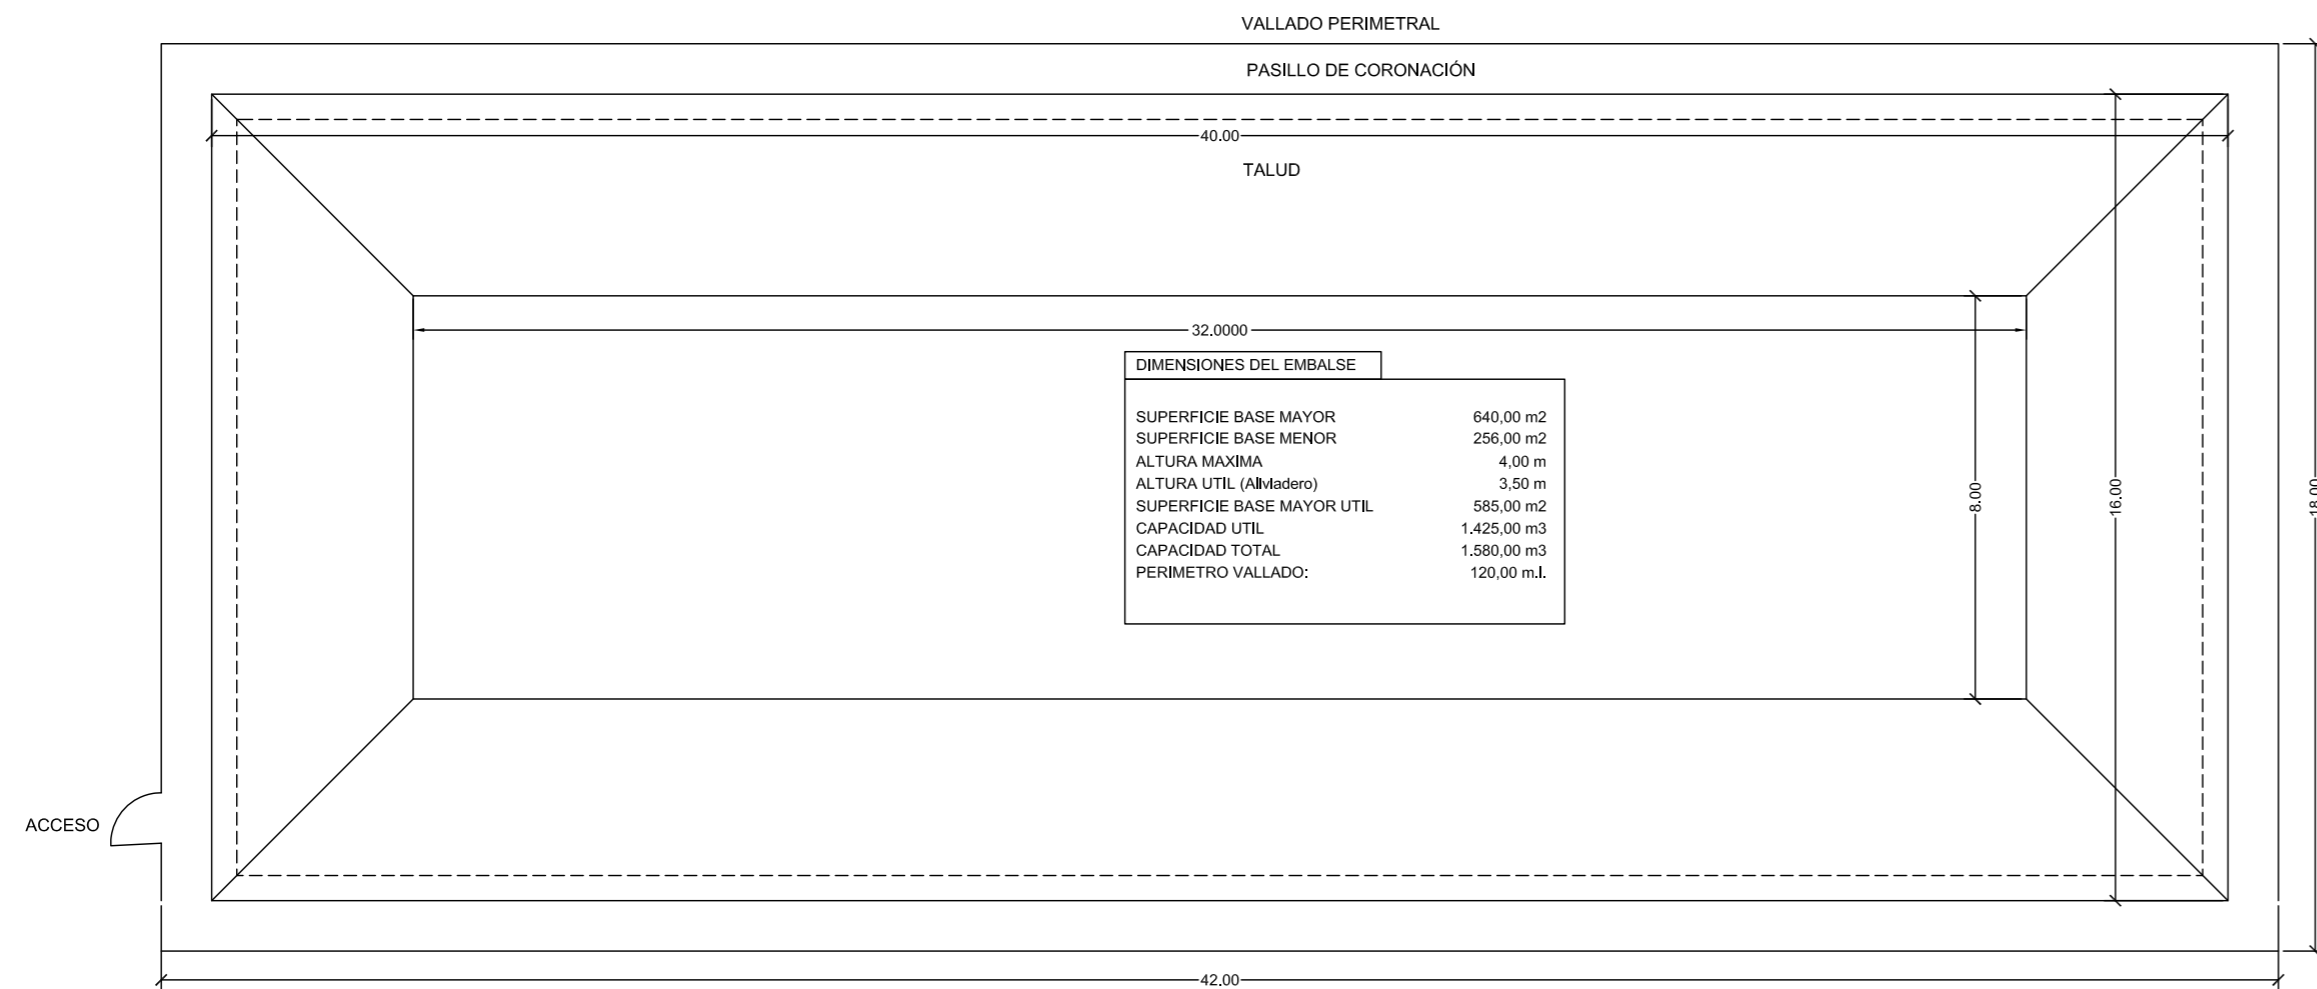 VALLADO PERIMETRAL
PASILLO DE CORONACIÓN
40.00
TALUD
32.0000
DIMENSIONES DEL EMBALSE
SUPERFICIE BASE MAYOR 640,00 m2
SUPERFICIE BASE MENOR 256,00 m2
ALTURA MAXIMA 4,00 m
ALTURA UTIL (Aliviadero) 3,50 m
SUPERFICIE BASE MAYOR UTIL 585,00 m2
CAPACIDAD UTIL 1.425,00 m3
CAPACIDAD TOTAL 1.580,00 m3
PERIMETRO VALLADO: 120,00 m.l.
8.00
16.00
18.00
ACCESO
42.00